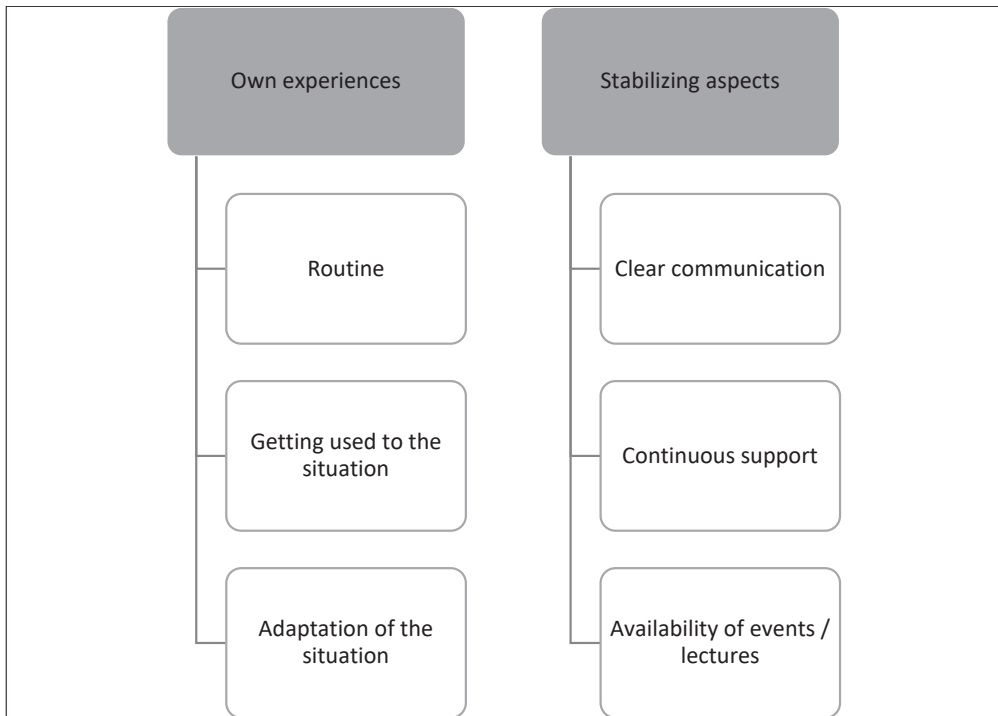 Own experiences
Routine
Getting used to the
situation
Adaptation of the
situation
Stabilizing aspects
Clear communication
Continuous support
Availability of events /
lectures